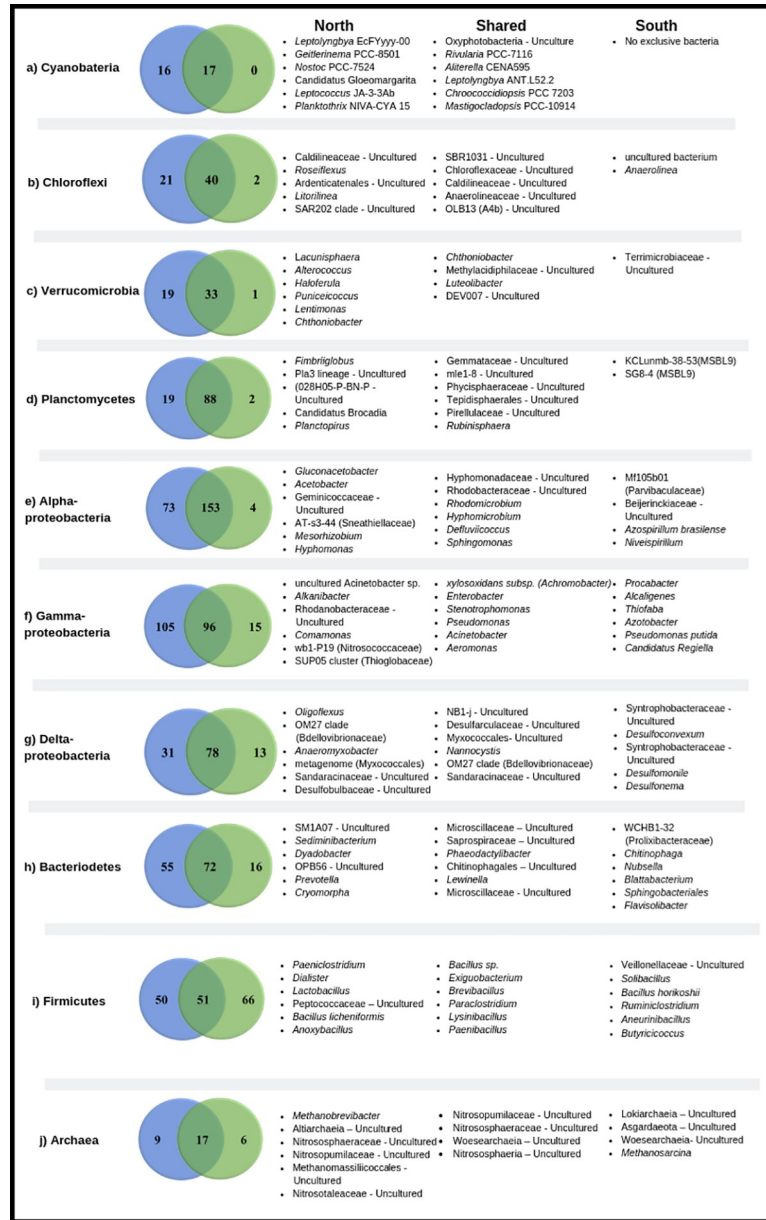 North Shared South
a) Cyanobateria
16 17 0
• Leptolyngbya EcFYyyy-00
• Geitlerinema PCC-8501
• Nostoc PCC-7524
• Candidatus Gloeomargarita
• Leptococcus JA-3-3Ab
• Planktothrix NIVA-CYA 15
• Oxyphotobacteria - Unculture
• Rivularia PCC-7116
• Aliterella CENA595
• Leptolyngbya ANT.L52.2
• Chroococcidiopsis PCC 7203
• Mastigocladopsis PCC-10914
• No exclusive bacteria
b) Chloroflexi
21 40 2
• Caldilineaceae - Uncultured
• Roseiflexus
• Ardenticatenales - Uncultured
• Litorilinea
• SAR202 clade - Uncultured
• SBR1031 - Uncultured
• Chloroflexaceae - Uncultured
• Caldilineaceae - Uncultured
• Anaerolineaceae - Uncultured
• OLB13 (A4b) - Uncultured
• uncultured bacterium
• Anaerolinea
c) Verrucomicrobia
19 33 1
• Lacunisphaera
• Alterococcus
• Haloferula
• Puniceicoccus
• Lentimonas
• Chthoniobacter
• Chthoniobacter
• Methylacidiphilaceae - Uncultured
• Luteolibacter
• DEV007 - Uncultured
• Terrimicrobiaceae -
Uncultured
d) Planctomycetes
19 88 2
• Fimbriiglobus
• Pla3 lineage - Uncultured
• (028H05-P-BN-P -
Uncultured
• Candidatus Brocadia
• Planctopirus
• Gemmataceae - Uncultured
• mle1-8 - Uncultured
• Phycisphaeraceae - Uncultured
• Tepidisphaerales - Uncultured
• Pirellulaceae - Uncultured
• Rubinisphaera
• KCLunmb-38-53(MSBL9)
• SG8-4 (MSBL9)
e) Alpha-
proteobacteria
73 153 4
• Gluconacetobacter
• Acetobacter
• Geminicoccaceae -
Uncultured
• AT-s3-44 (Sneathiellaceae)
• Mesorhizobium
• Hyphomonas
• Hyphomonadaceae - Uncultured
• Rhodobacteraceae - Uncultured
• Rhodomicrobium
• Hyphomicrobium
• Defluviicoccus
• Sphingomonas
• Mf105b01
(Parvibaculaceae)
• Beijerinckiaceae -
Uncultured
• Azospirillum brasilense
• Niveispirillum
f) Gamma-
proteobacteria
105 96 15
• uncultured Acinetobacter sp.
• Alkanibacter
• Rhodanobacteraceae -
Uncultured
• Comamonas
• wb1-P19 (Nitrosococcaceae)
• SUP05 cluster (Thioglobaceae)
• xylosoxidans subsp. (Achromobacter)
• Enterobacter
• Stenotrophomonas
• Pseudomonas
• Acinetobacter
• Aeromonas
• Procabacter
• Alcaligenes
• Thiofaba
• Azotobacter
• Pseudomonas putida
• Candidatus Regiella
g) Delta-
proteobacteria
31 78 13
• Oligoflexus
• OM27 clade
(Bdellovibrionaceae)
• Anaeromyxobacter
• metagenome (Myxococcales)
• Sandaracinaceae - Uncultured
• Desulfobulbaceae - Uncultured
• NB1-j - Uncultured
• Desulfarculaceae - Uncultured
• Myxococcales- Uncultured
• Nannocystis
• OM27 clade (Bdellovibrionaceae)
• Sandaracinaceae - Uncultured
• Syntrophobacteraceae -
Uncultured
• Desulfoconvexum
• Syntrophobacteraceae -
Uncultured
• Desulfomonile
• Desulfonema
h) Bacteriodetes
55 72 16
• SM1A07 - Uncultured
• Sediminibacterium
• Dyadobacter
• OPB56 - Uncultured
• Prevotella
• Cryomorpha
• Microscillaceae – Uncultured
• Saprospiraceae – Uncultured
• Phaeodactylibacter
• Chitinophagales – Uncultured
• Lewinella
• Microscillaceae - Uncultured
• WCHB1-32
(Prolixibacteraceae)
• Chitinophaga
• Nubsella
• Blattabacterium
• Sphingobacteriales
• Flavisolibacter
i) Firmicutes
50 51 66
• Paeniclostridium
• Dialister
• Lactobacillus
• Peptococcaceae – Uncultured
• Bacillus licheniformis
• Anoxybacillus
• Bacillus sp.
• Exiguobacterium
• Brevibacillus
• Paraclostridium
• Lysinibacillus
• Paenibacillus
• Veillonellaceae - Uncultured
• Solibacillus
• Bacillus horikoshii
• Ruminiclostridium
• Aneurinibacillus
• Butyricicoccus
j) Archaea
9 17 6
• Methanobrevibacter
• Altiarchaeia – Uncultured
• Nitrososphaeraceae - Uncultured
• Nitrosopumilaceae - Uncultured
• Methanomassiliicoccales -
Uncultured
• Nitrosotaleaceae - Uncultured
• Nitrosopumilaceae - Uncultured
• Nitrososphaeraceae - Uncultured
• Woesearchaeia – Uncultured
• Nitrososphaeria – Uncultured
• Lokiarchaeia – Uncultured
• Asgardaeota – Uncultured
• Woesearchaeia- Uncultured
• Methanosarcina